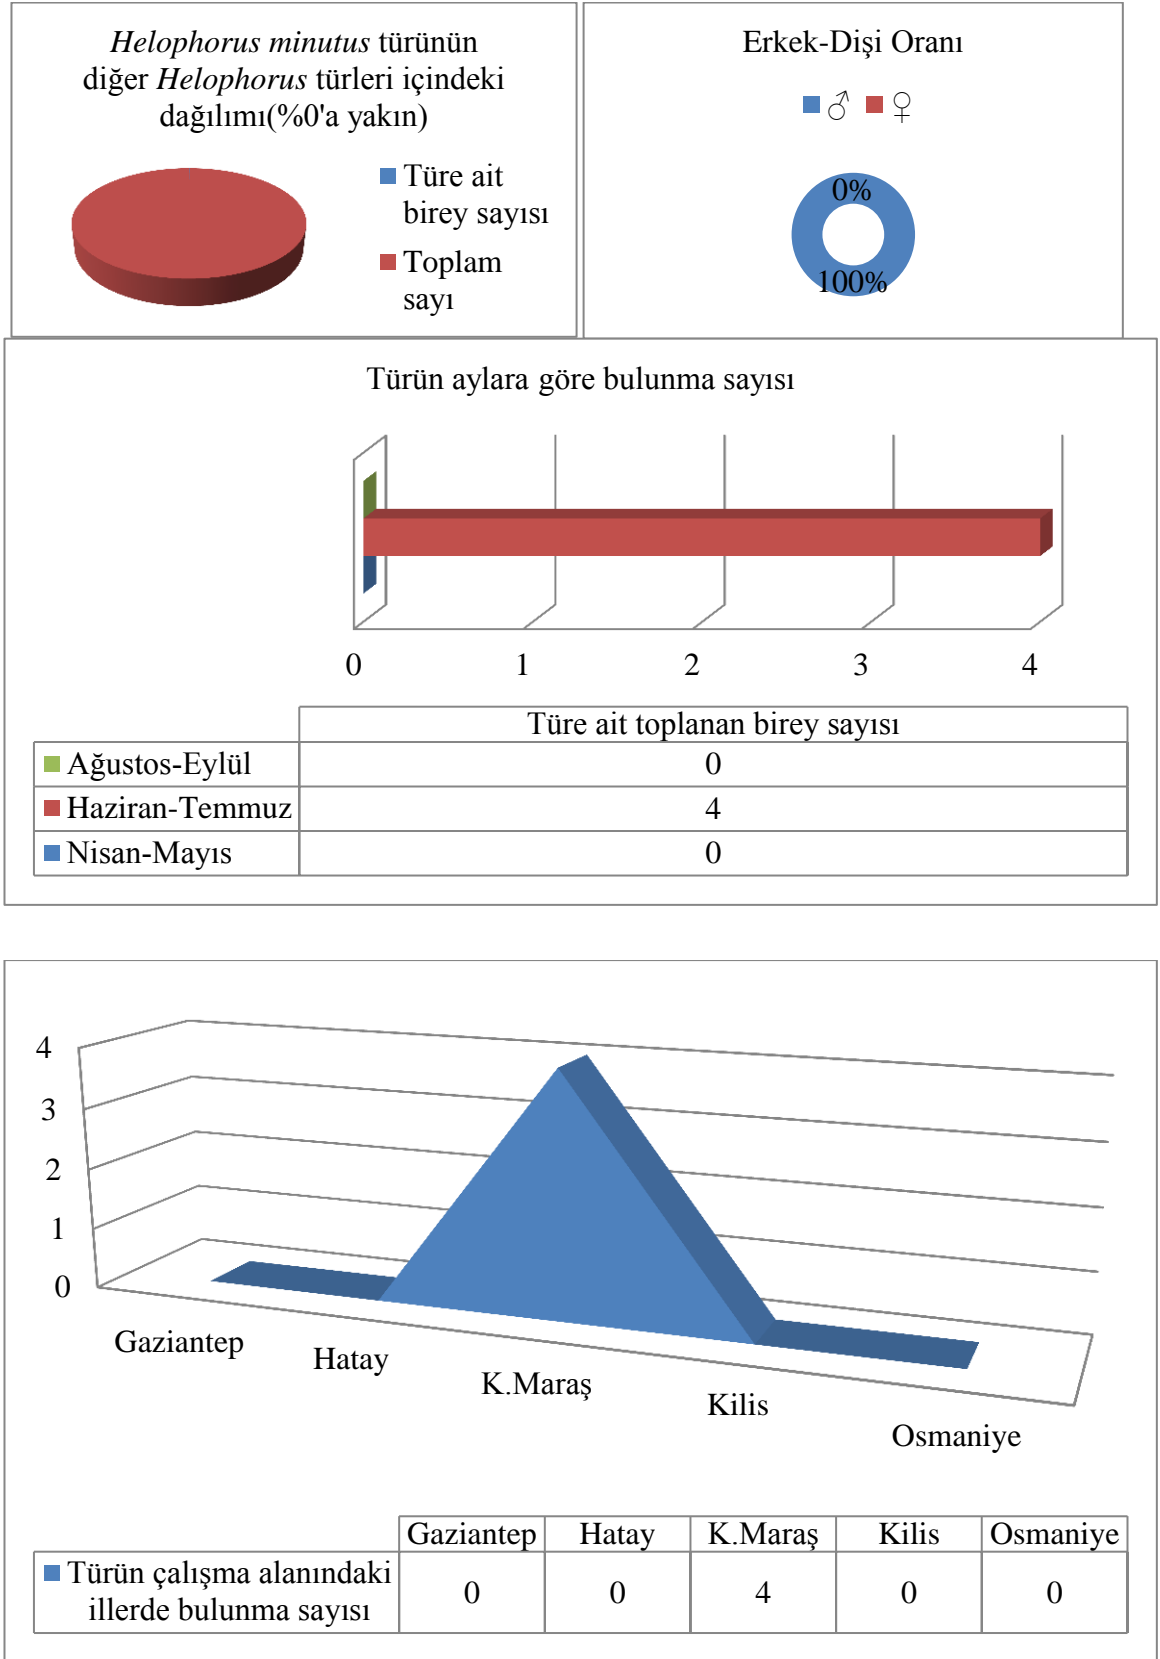 Helophorus minutus türünün
diğer Helophorus türleri içindeki
dağılımı(%0'a yakın)
Türe ait
birey sayısı
Toplam
sayı
Erkek-Dişi Oranı
♂ ♀
0%
100%
Türün aylara göre bulunma sayısı
0 1 2 3 4
Türe ait toplanan birey sayısı
Ağustos-Eylül 0
Haziran-Temmuz 4
Nisan-Mayıs 0
4
3
2
1
0
Gaziantep
Hatay
K.Maraş
Kilis
Osmaniye
Gaziantep Hatay K.Maraş Kilis Osmaniye
Türün çalışma alanındaki
illerde bulunma sayısı
0 0 4 0 0